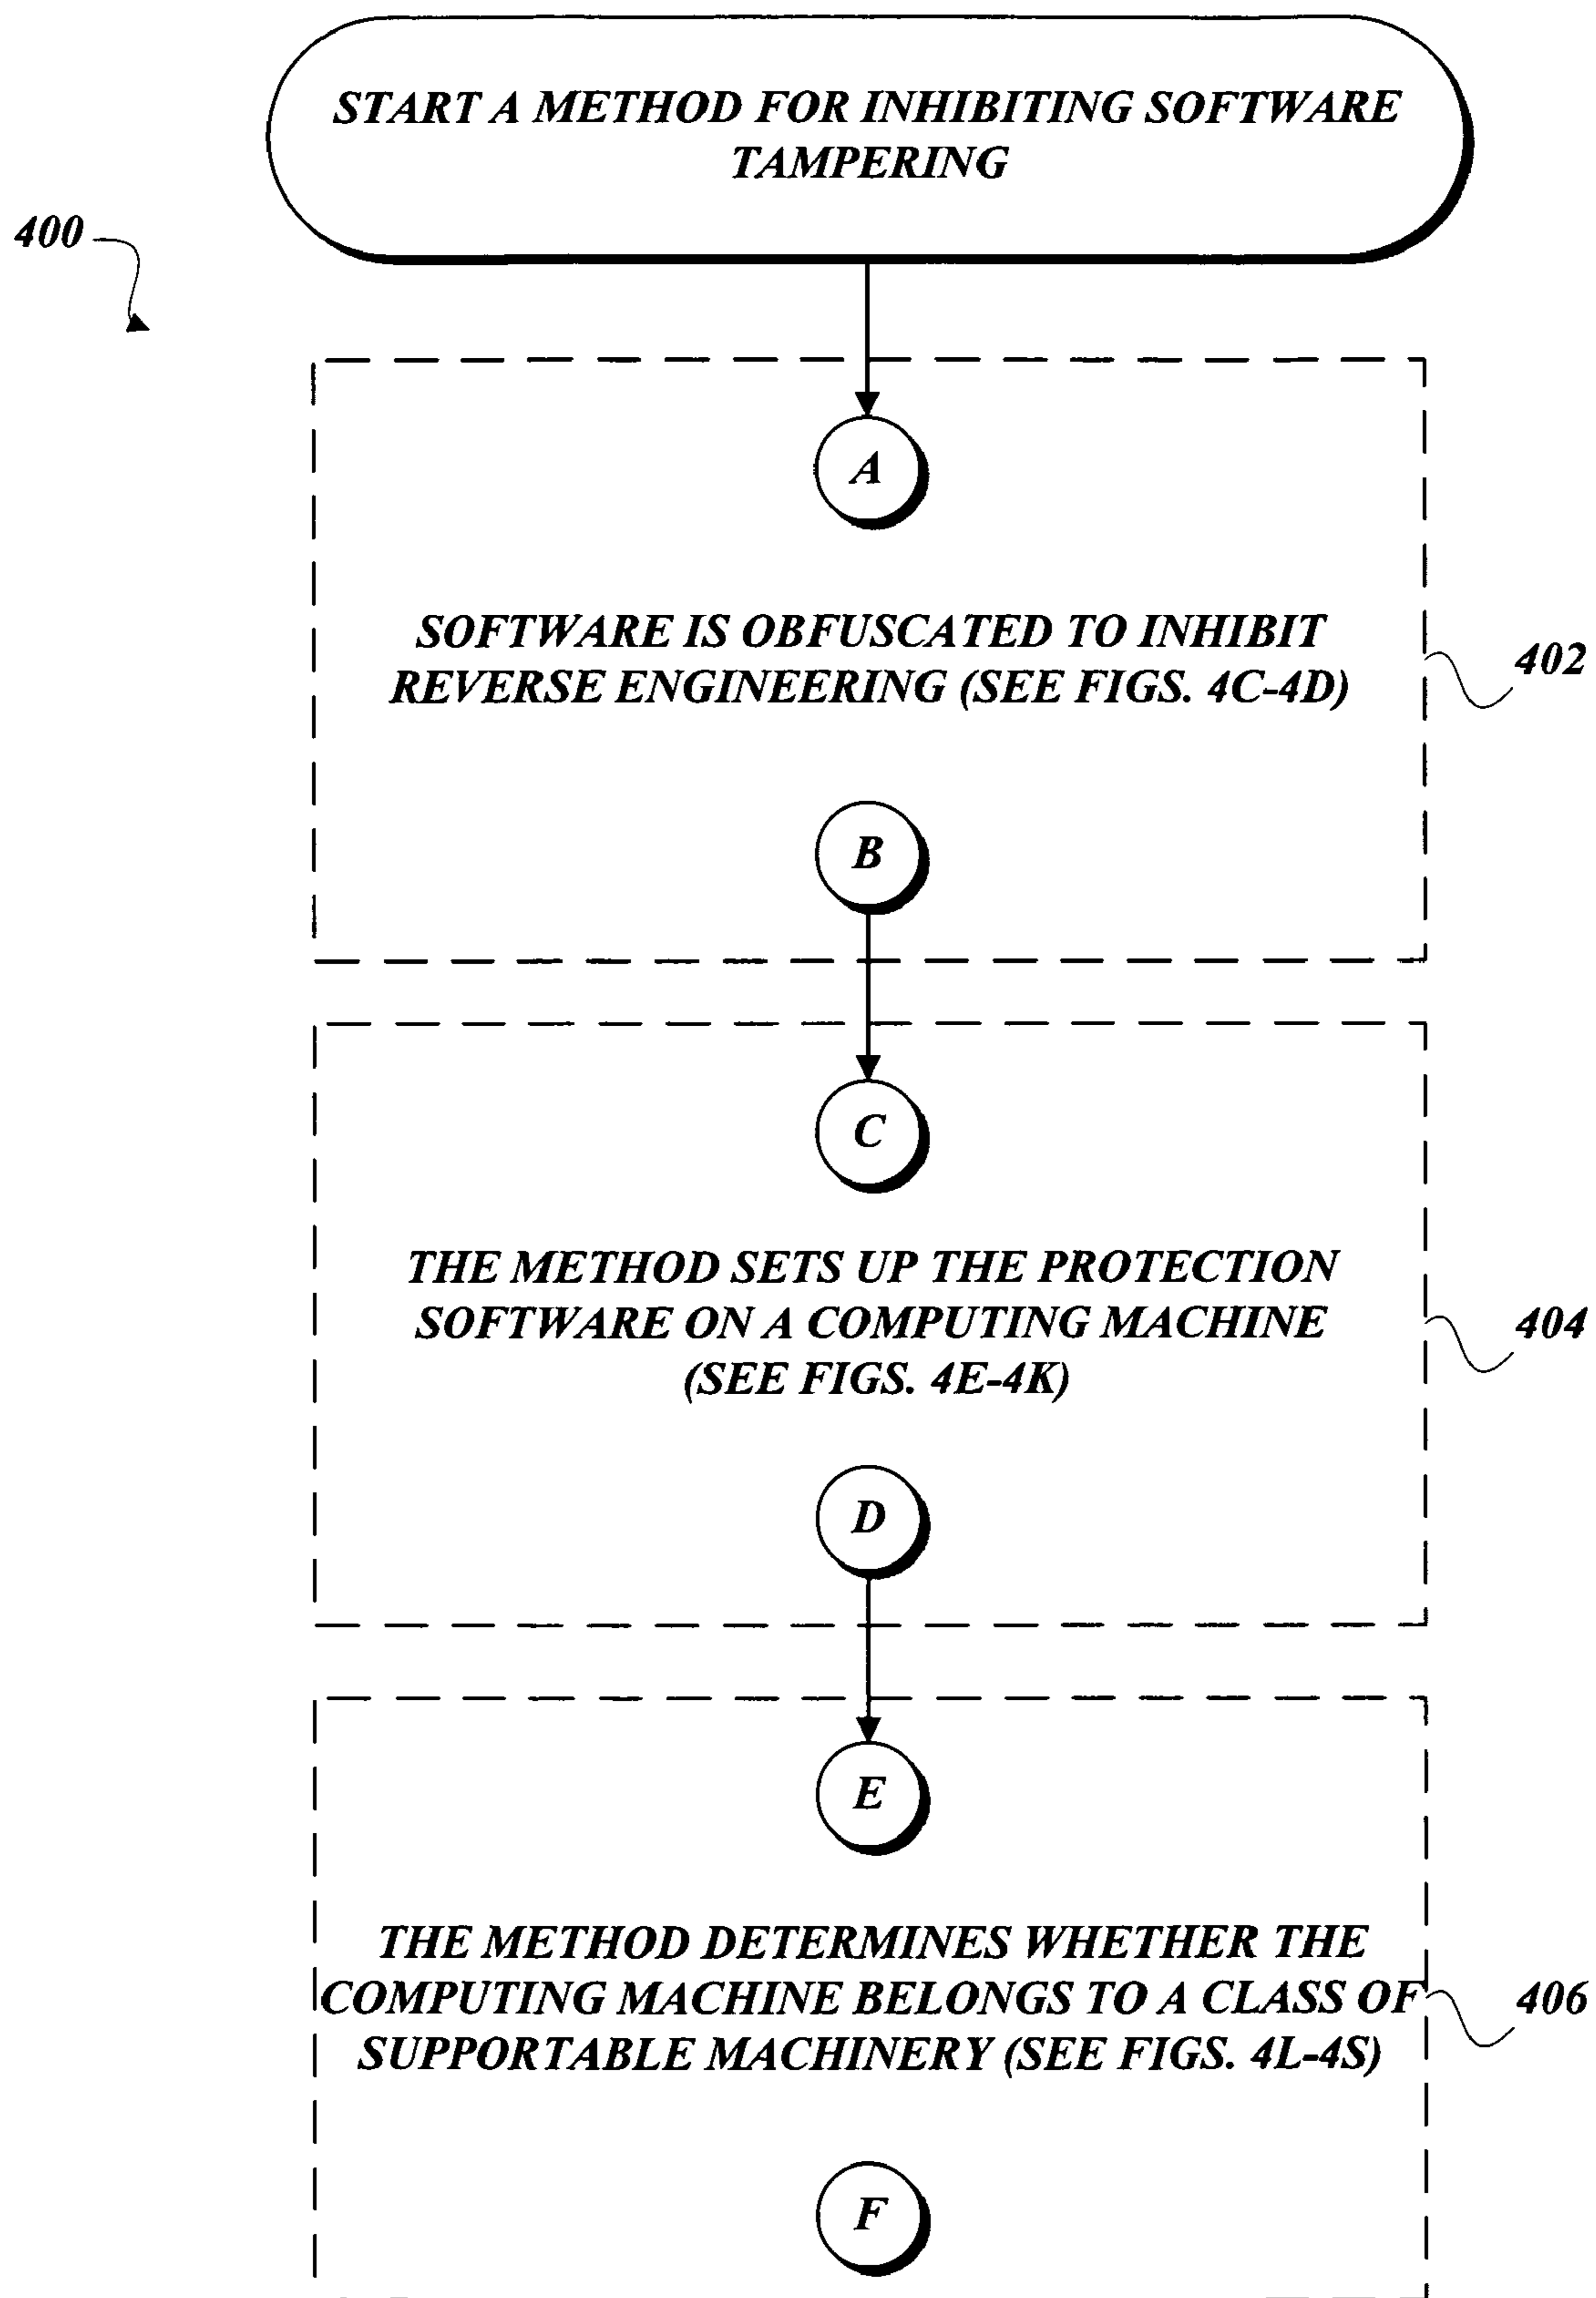 START A METHOD FOR INHIBITING SOFTWARE
TAMPERING
400
A
SOFTWARE IS OBFUSCATED TO INHIBIT
REVERSE ENGINEERING (SEE FIGS. 4C-4D)
402
B
C
THE METHOD SETS UP THE PROTECTION
SOFTWARE ON A COMPUTING MACHINE
(SEE FIGS. 4E-4K)
404
D
E
THE METHOD DETERMINES WHETHER THE
COMPUTING MACHINE BELONGS TO A CLASS OF
SUPPORTABLE MACHINERY (SEE FIGS. 4L-4S)
406
F